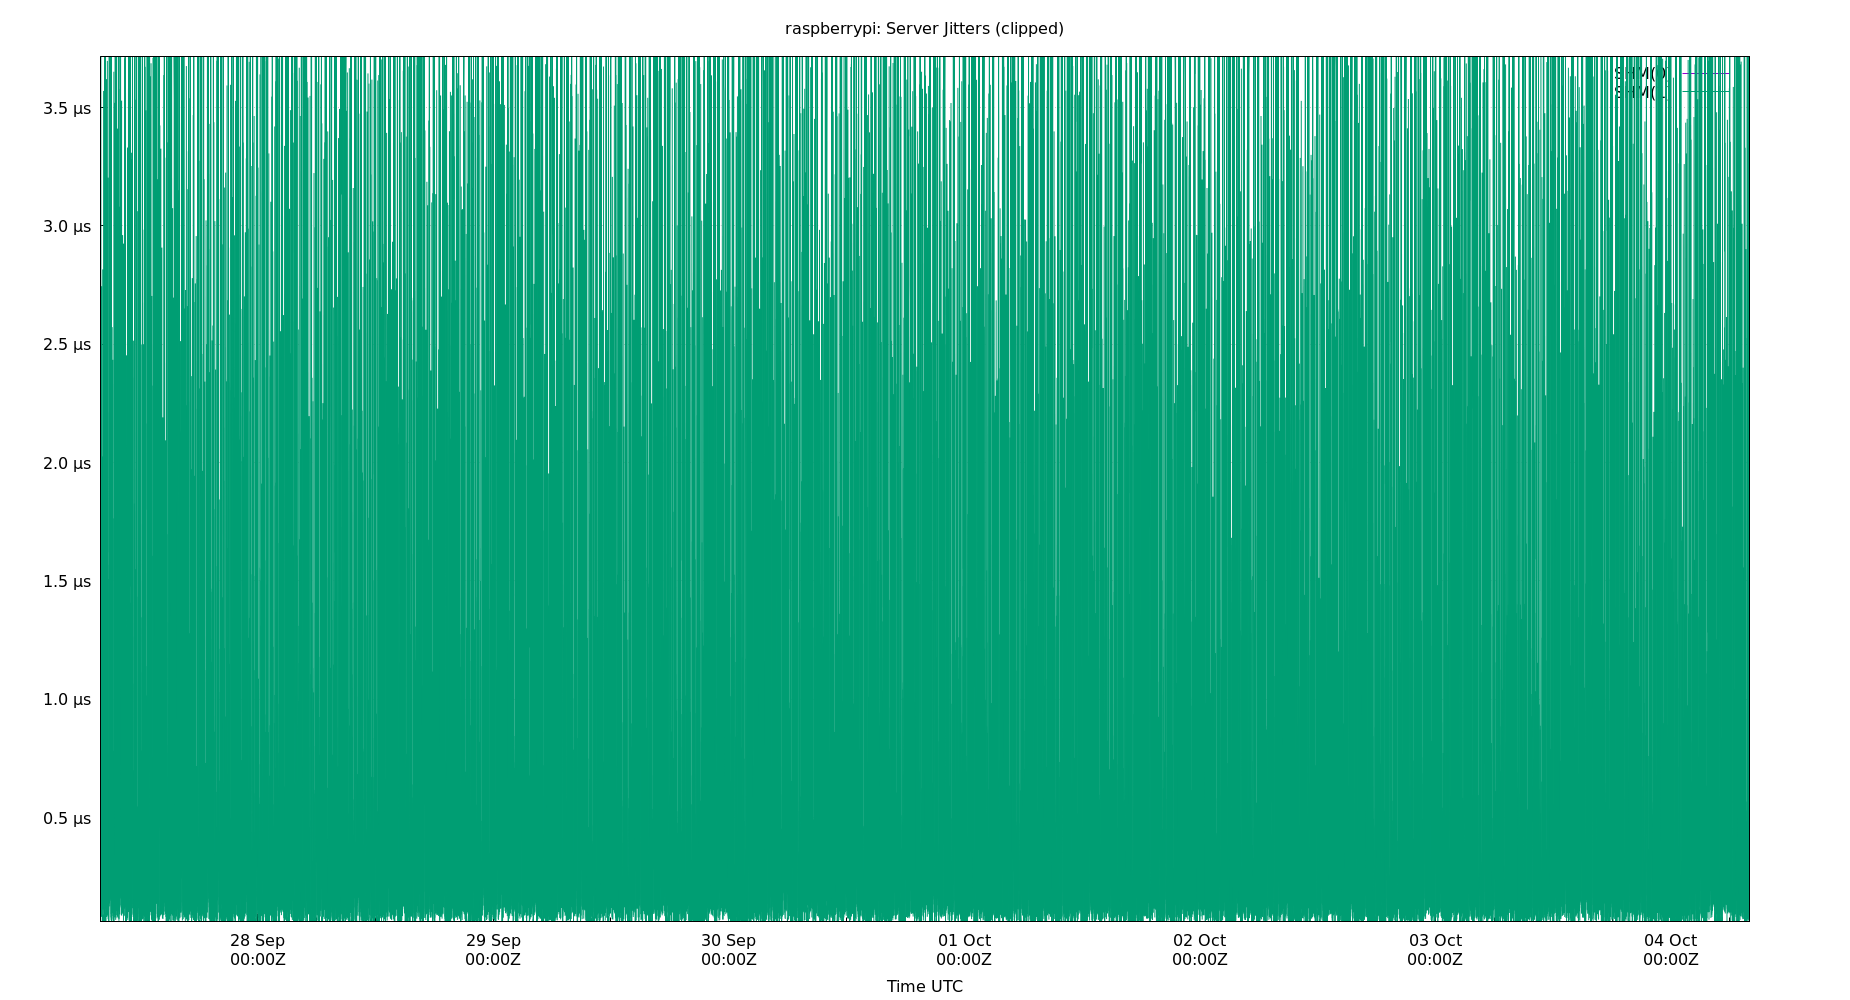 raspberrypi: Server Jitters (clipped)
3.5 µs
3.0 µs
2.5 µs
2.0 µs
1.5 µs
1.0 µs
0.5 µs
28 Sep
00:00Z
29 Sep
00:00Z
30 Sep
00:00Z
01 Oct
00:00Z
02 Oct
00:00Z
03 Oct
00:00Z
04 Oct
00:00Z
Time UTC